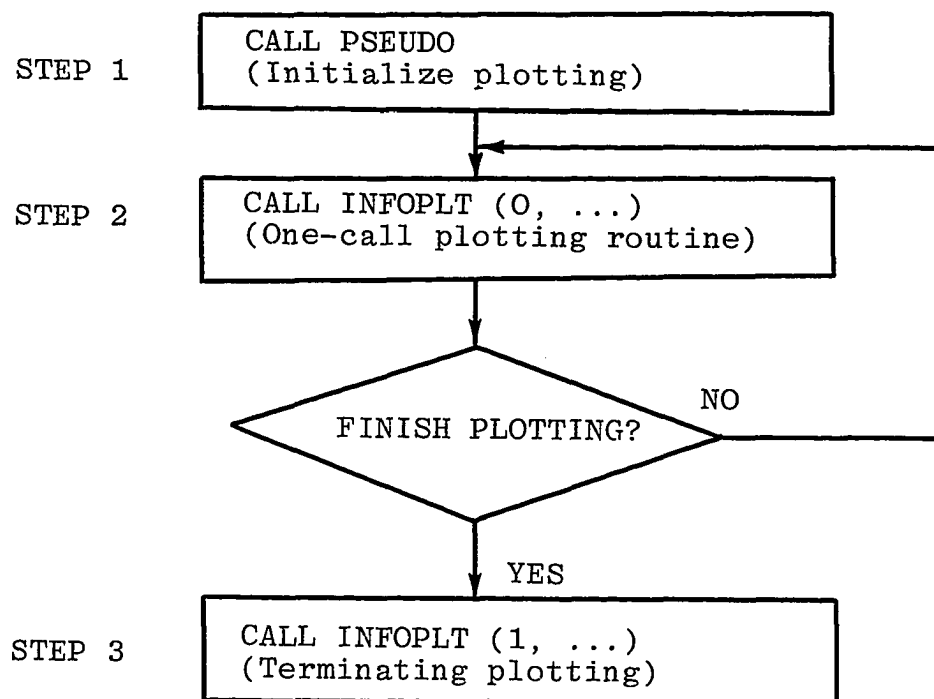 STEP 1
CALL PSEUDO
(Initialize plotting)
STEP 2
CALL INFOPLT (0, ...)
(One-call plotting routine)
FINISH PLOTTING?
NO
YES
STEP 3
CALL INFOPLT (1, ...)
(Terminating plotting)